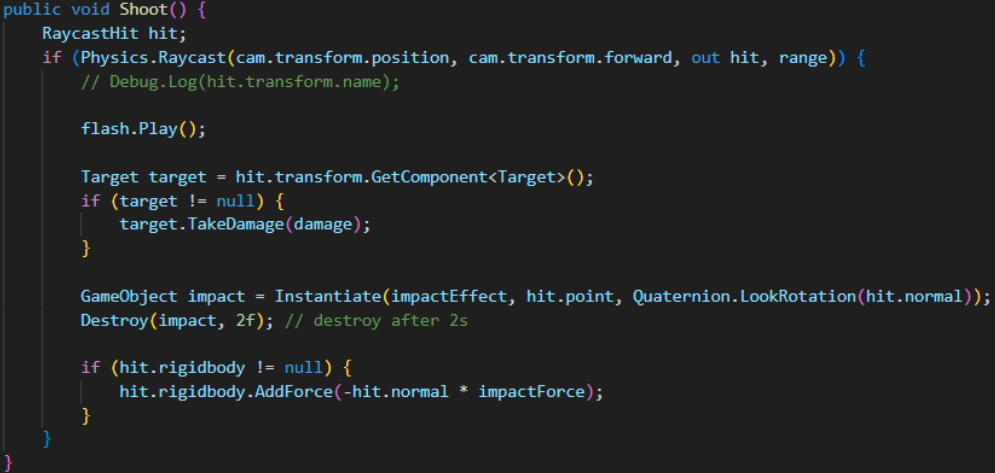 public void Shoot() {
RaycastHit hit;
if (Physics.Raycast(cam.transform.position, cam.transform.forward, out hit, range)) {
// Debug.Log(hit.transform.name);
flash.Play();
Target target = hit.transform.GetComponent<Target>();
if (target != null) {
target.TakeDamage(damage);
}
GameObject impact = Instantiate(impactEffect, hit.point, Quaternion.LookRotation(hit.normal));
Destroy(impact, 2f); // destroy after 2s
if (hit.rigidbody != null) {
hit.rigidbody.AddForce(-hit.normal * impactForce);
}
}
}